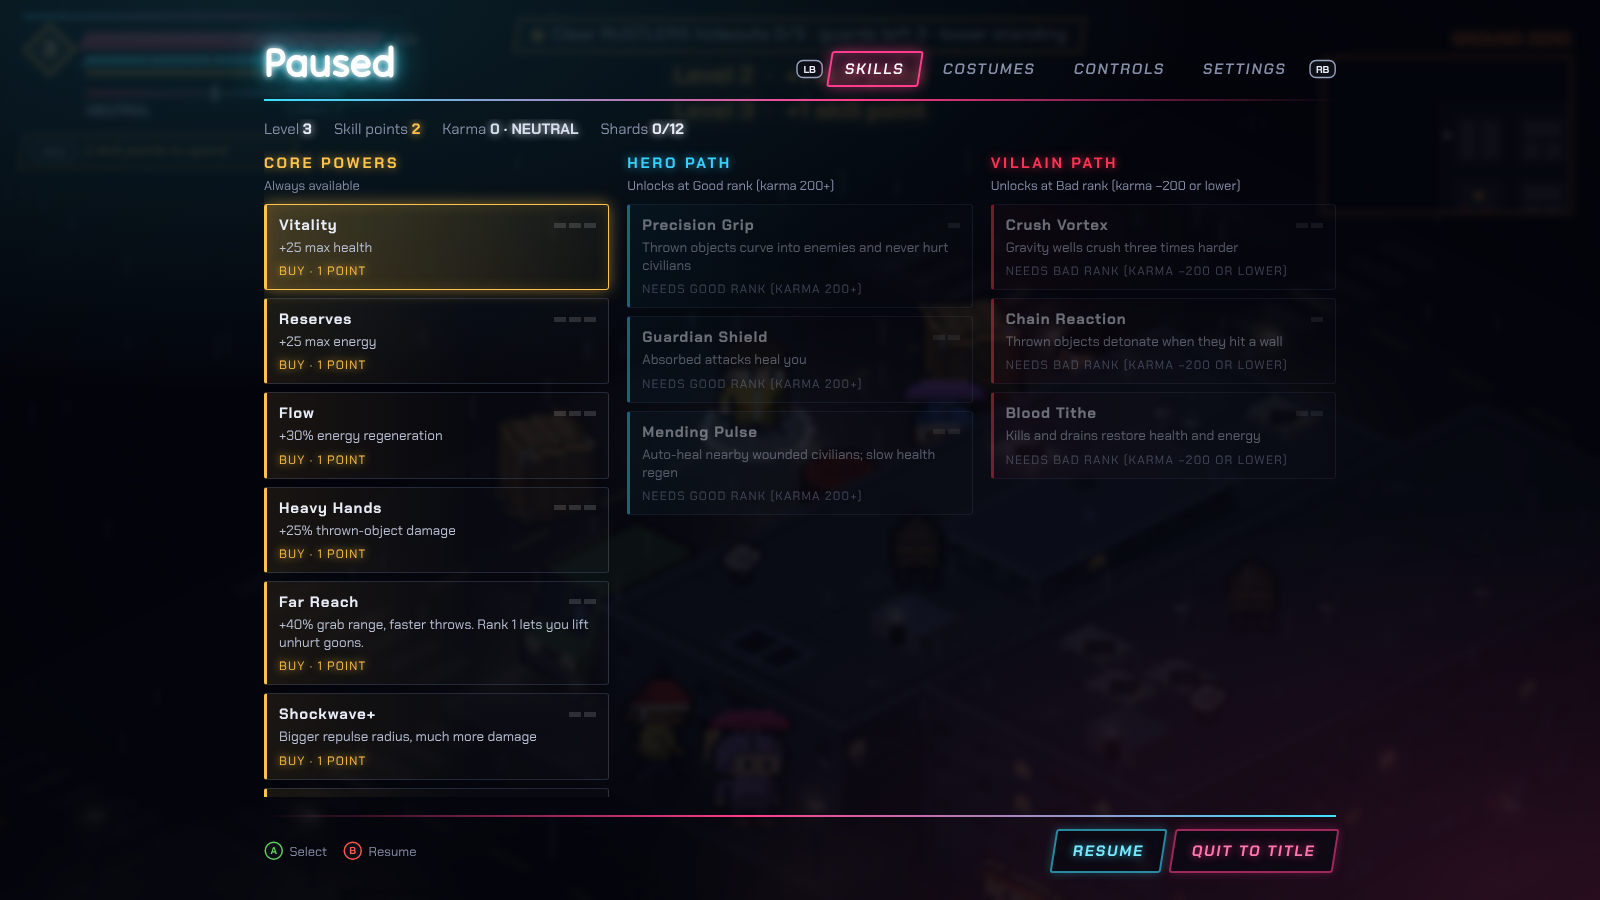 Paused
LB SKILLS COSTUMES CONTROLS SETTINGS RB
Level 3 Skill points 2 Karma 0 · NEUTRAL Shards 0/12
CORE POWERS
Always available
Vitality
+25 max health
BUY · 1 POINT
Reserves
+25 max energy
BUY · 1 POINT
Flow
+30% energy regeneration
BUY · 1 POINT
Heavy Hands
+25% thrown-object damage
BUY · 1 POINT
Far Reach
+40% grab range, faster throws. Rank 1 lets you lift
unhurt goons.
BUY · 1 POINT
Shockwave+
Bigger repulse radius, much more damage
BUY · 1 POINT
HERO PATH
Unlocks at Good rank (karma 200+)
Precision Grip
Thrown objects curve into enemies and never hurt
civilians
NEEDS GOOD RANK (KARMA 200+)
Guardian Shield
Absorbed attacks heal you
NEEDS GOOD RANK (KARMA 200+)
Mending Pulse
Auto-heal nearby wounded civilians; slow health
regen
NEEDS GOOD RANK (KARMA 200+)
VILLAIN PATH
Unlocks at Bad rank (karma −200 or lower)
Crush Vortex
Gravity wells crush three times harder
NEEDS BAD RANK (KARMA −200 OR LOWER)
Chain Reaction
Thrown objects detonate when they hit a wall
NEEDS BAD RANK (KARMA −200 OR LOWER)
Blood Tithe
Kills and drains restore health and energy
NEEDS BAD RANK (KARMA −200 OR LOWER)
A Select B Resume
RESUME QUIT TO TITLE